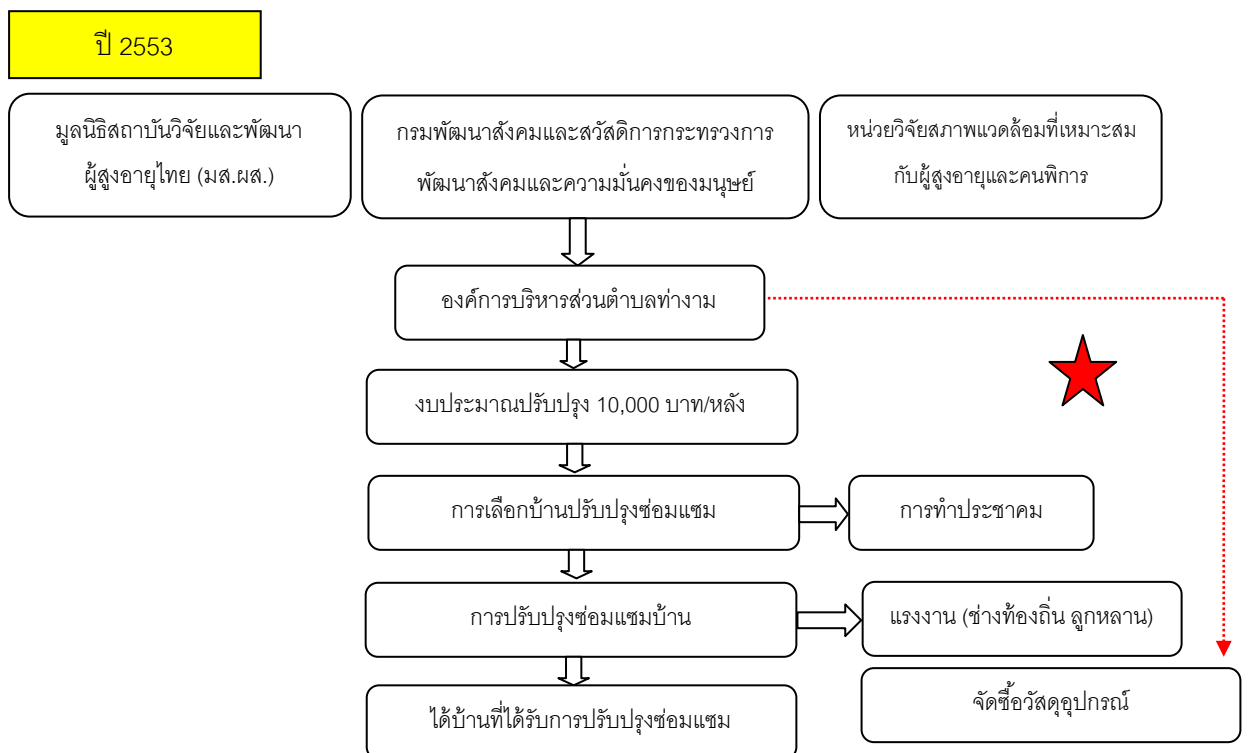 ปี 2553
มูลนิธิสถาบันวิจัยและพัฒนา
ผู้สูงอายุไทย (มส.ผส.)
กรมพัฒนาสังคมและสวัสดิการกระทรวงการ
พัฒนาสังคมและความมั่นคงของมนุษย์
หน่วยวิจัยสภาพแวดล้อมที่เหมาะสม
กับผู้สูงอายุและคนพิการ
องค์การบริหารส่วนตำบลท่างาม
งบประมาณปรับปรุง 10,000 บาท/หลัง
การเลือกบ้านปรับปรุงซ่อมแซม
การทำประชาคม
การปรับปรุงซ่อมแซมบ้าน
แรงงาน (ช่างท้องถิ่น ลูกหลาน)
จัดซื้อวัสดุอุปกรณ์
ได้บ้านที่ได้รับการปรับปรุงซ่อมแซม